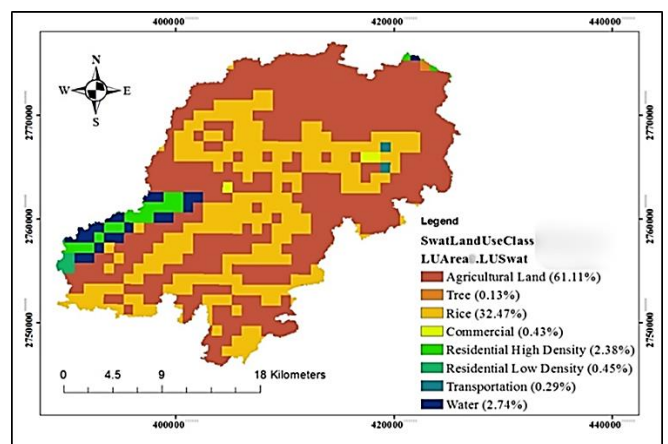 400000 420000 440000
N
W E
S
2770000 2770000
2760000 2760000
Legend
SwatLandUseClass
LUArea .LUSwat
Agricultural Land (61.11%)
Tree (0.13%)
Rice (32.47%)
Commercial (0.43%)
Residential High Density (2.38%)
Residential Low Density (0.45%)
Transportation (0.29%)
Water (2.74%)
2750000 2750000
0 4.5 9 18 Kilometers
400000 420000 440000